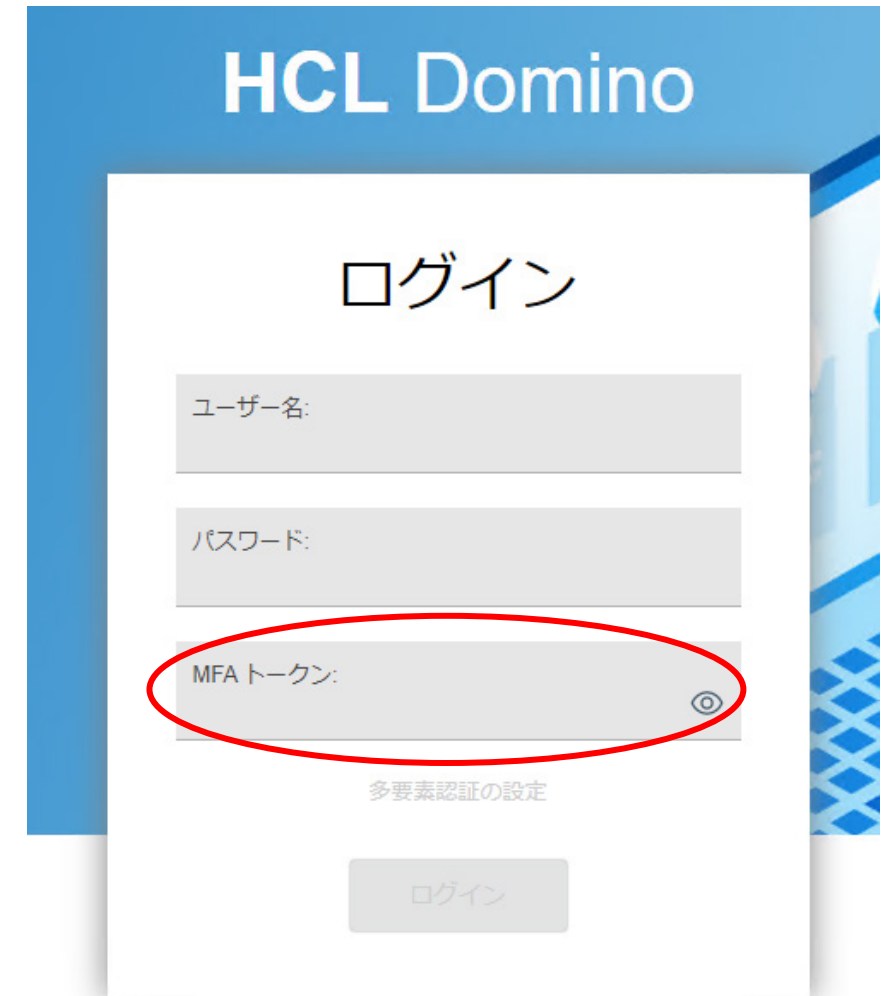 HCL Domino
ログイン
ユーザー名:
パスワード:
MFA トークン:
多要素認証の設定
ログイン